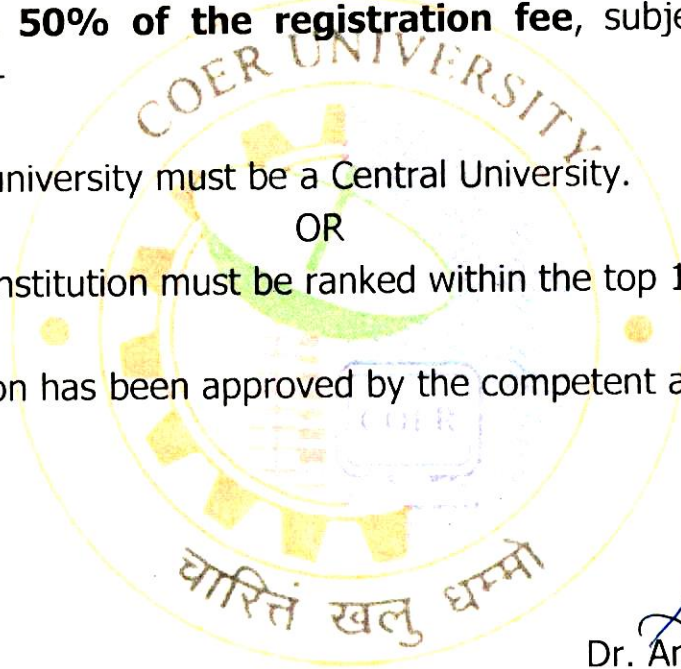 50% of the registration fee, subje
COER UNIVERSITY
university must be a Central University.
OR
nstitution must be ranked within the top 1
on has been approved by the competent a
COER
चारित्तं खलु धम्मो
Dr. Ar